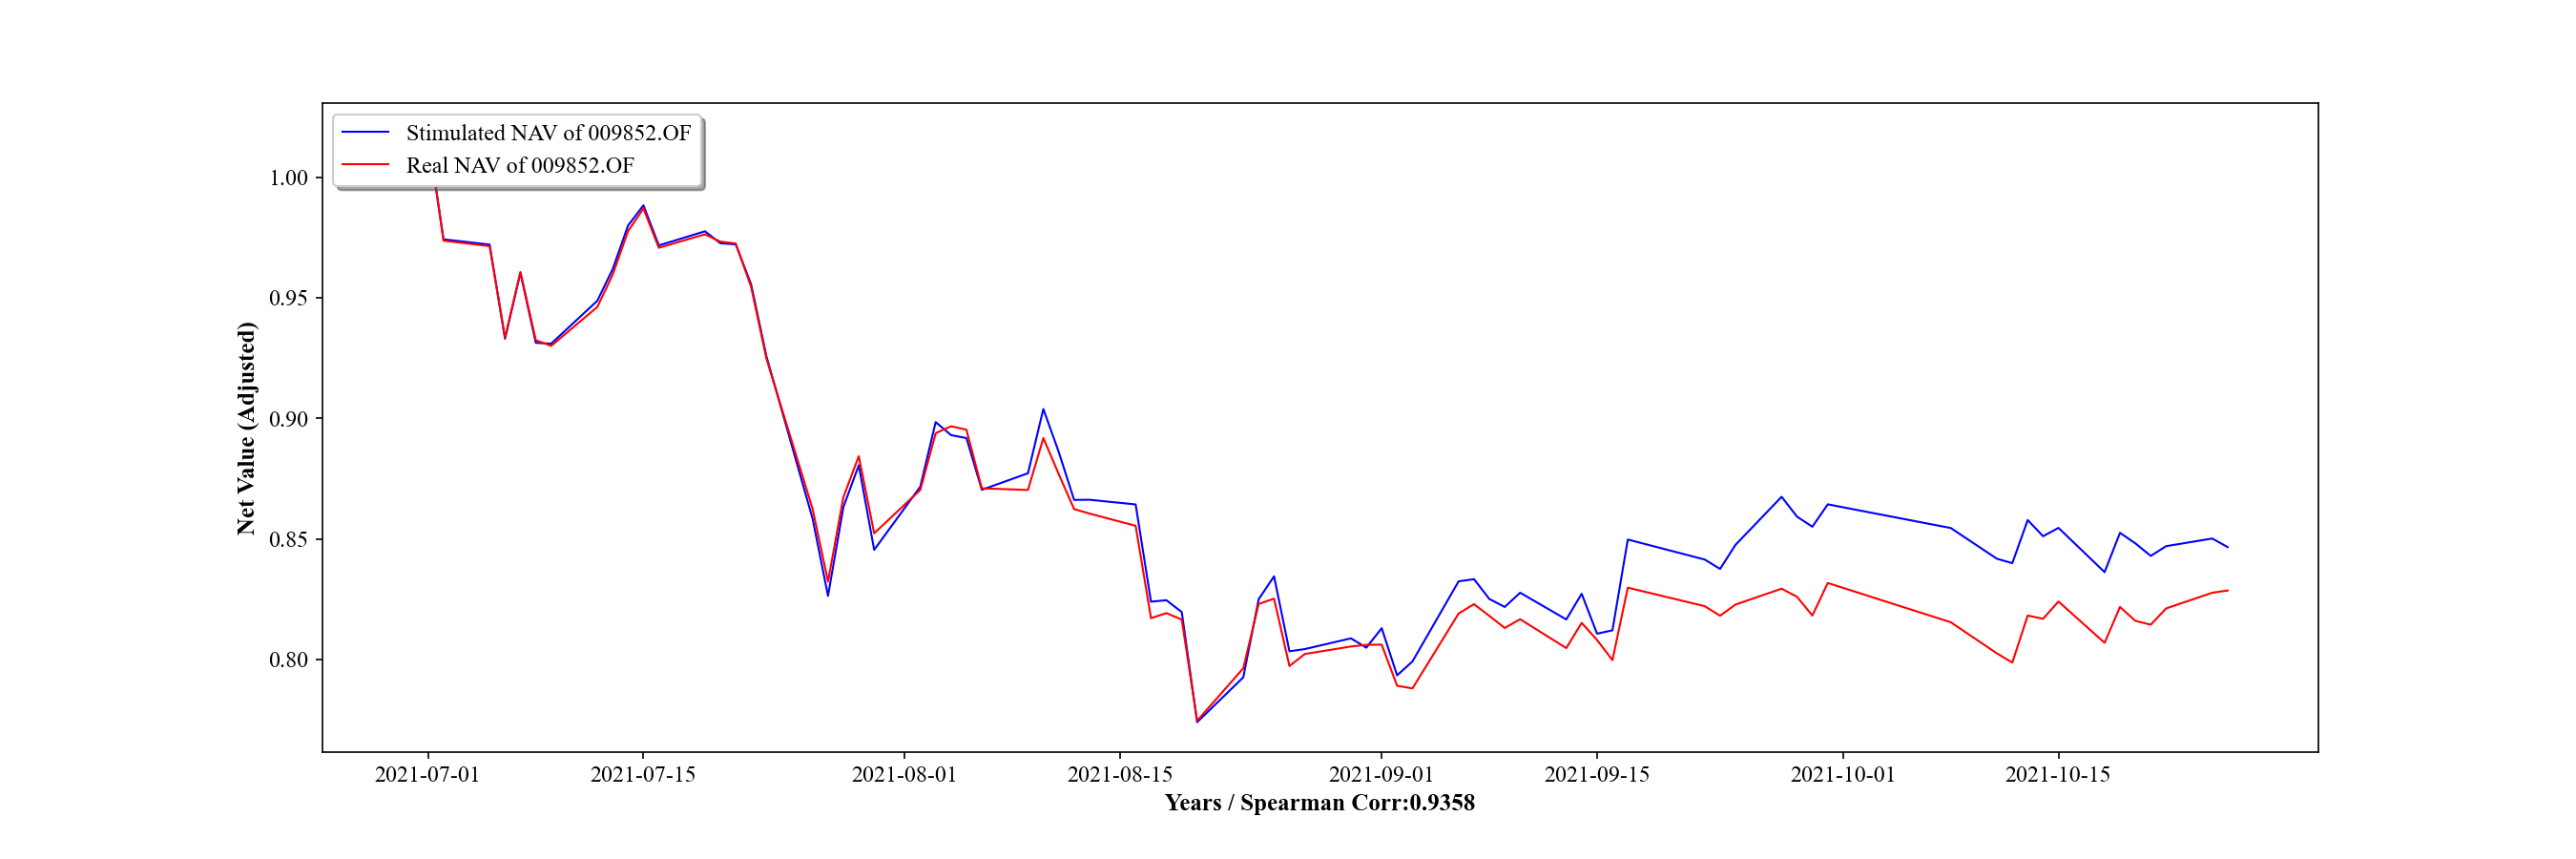 Stimulated NAV of 009852.OF
Real NAV of 009852.OF
1.00
0.95
0.90
0.85
0.80
Net Value (Adjusted)
2021-07-01 2021-07-15 2021-08-01 2021-08-15 2021-09-01 2021-09-15 2021-10-01 2021-10-15
Years / Spearman Corr:0.9358